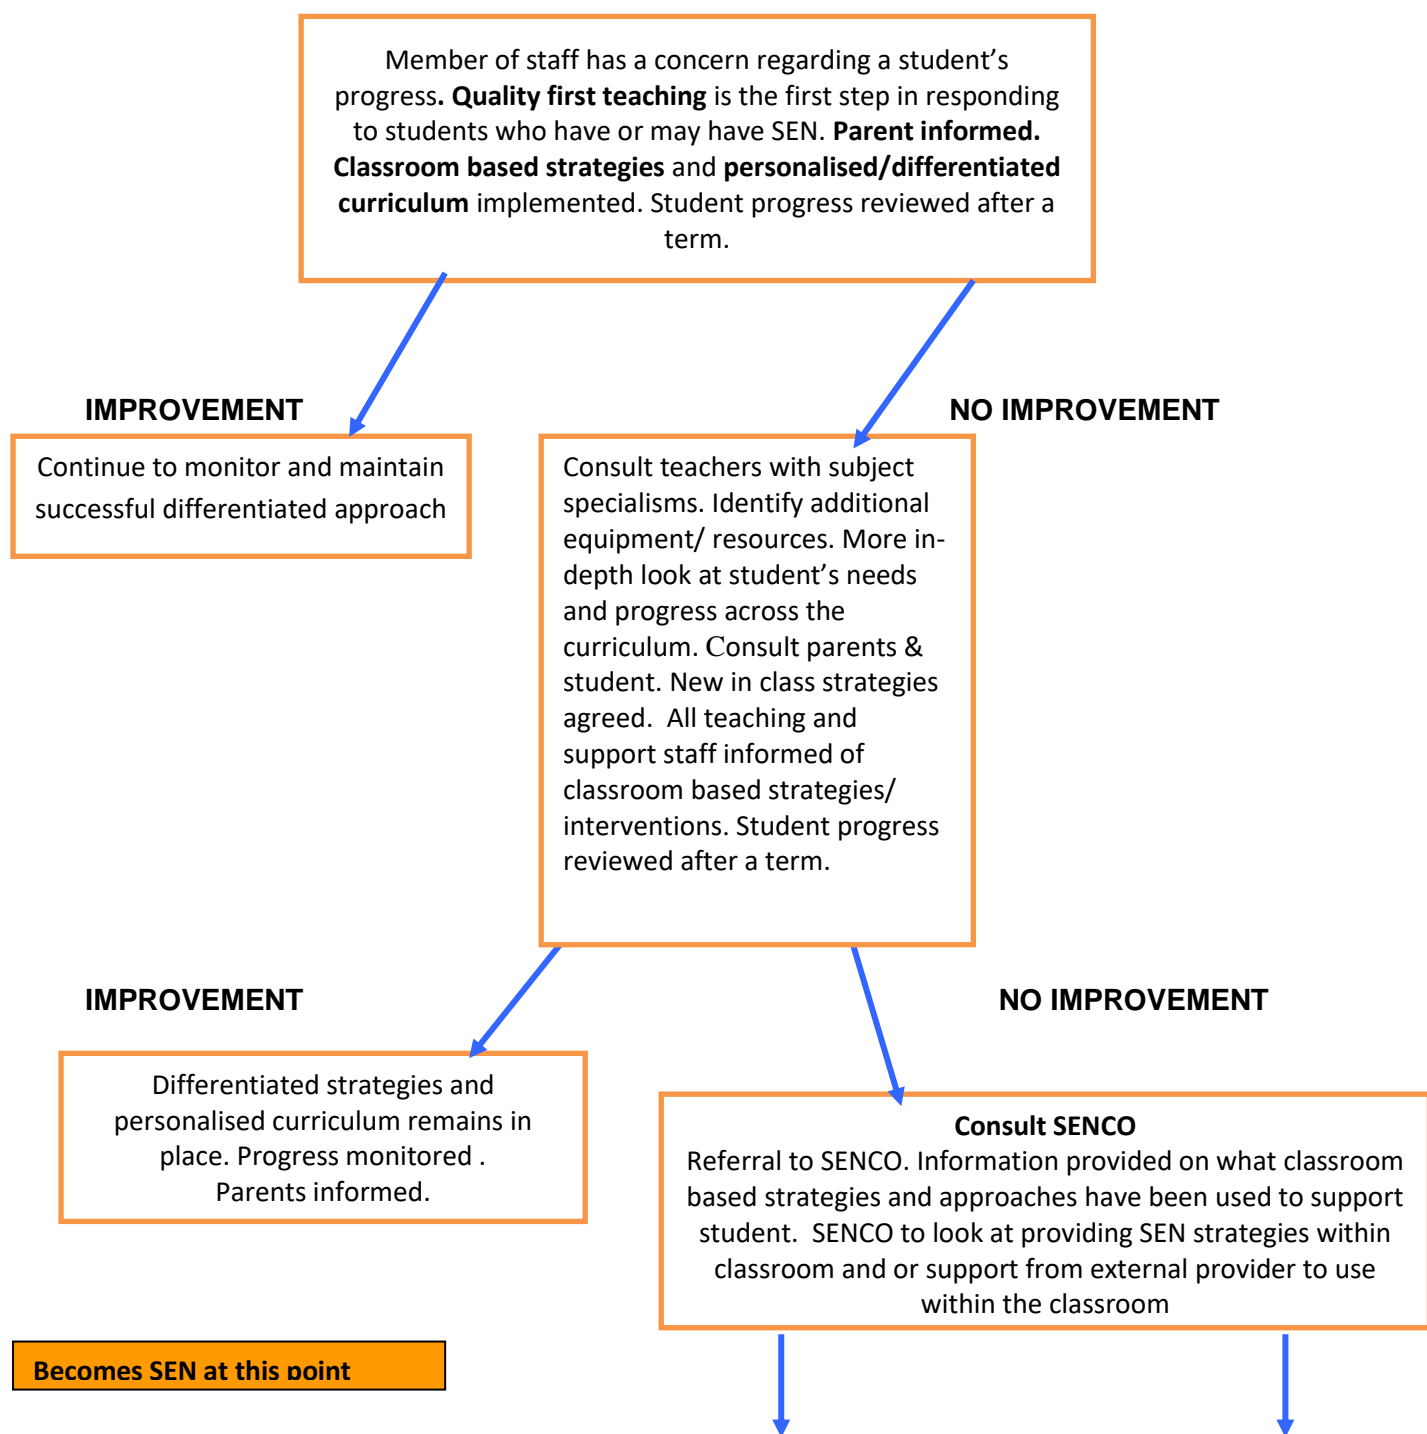 Member of staff has a concern regarding a student’s
progress. Quality first teaching is the first step in responding
to students who have or may have SEN. Parent informed.
Classroom based strategies and personalised/differentiated
curriculum implemented. Student progress reviewed after a
term.
IMPROVEMENT
NO IMPROVEMENT
Continue to monitor and maintain
successful differentiated approach
Consult teachers with subject
specialisms. Identify additional
equipment/ resources. More in-
depth look at student’s needs
and progress across the
curriculum. Consult parents &
student. New in class strategies
agreed.  All teaching and
support staff informed of
classroom based strategies/
interventions. Student progress
reviewed after a term.
IMPROVEMENT
NO IMPROVEMENT
Differentiated strategies and
personalised curriculum remains in
place. Progress monitored .
Parents informed.
Consult SENCO
Referral to SENCO. Information provided on what classroom
based strategies and approaches have been used to support
student.  SENCO to look at providing SEN strategies within
classroom and or support from external provider to use
within the classroom
Becomes SEN at this point